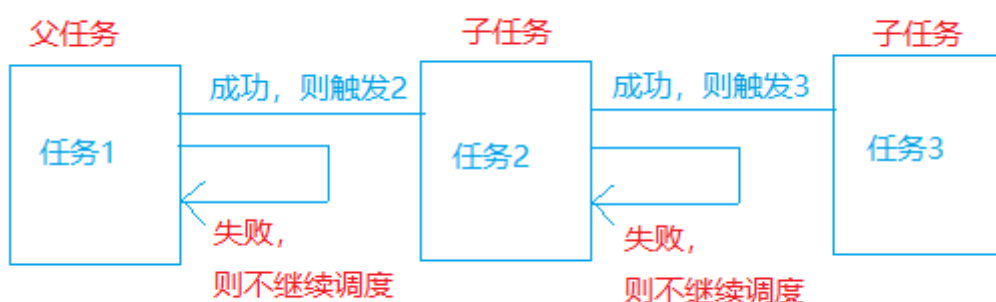 父任务
子任务
子任务
成功，则触发2
成功，则触发3
任务1
任务2
任务3
失败，
则不继续调度
失败，
则不继续调度